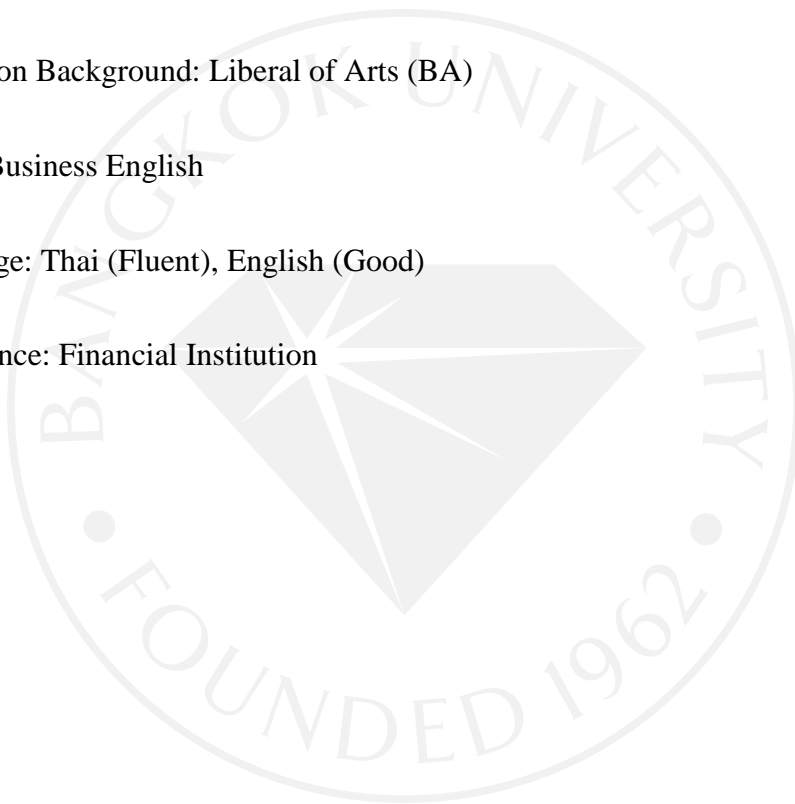 on Background: Liberal of Arts (BA)
Business English
ge: Thai (Fluent), English (Good)
nce: Financial Institution
BANGKOK UNIVERSITY
FOUNDED 1962